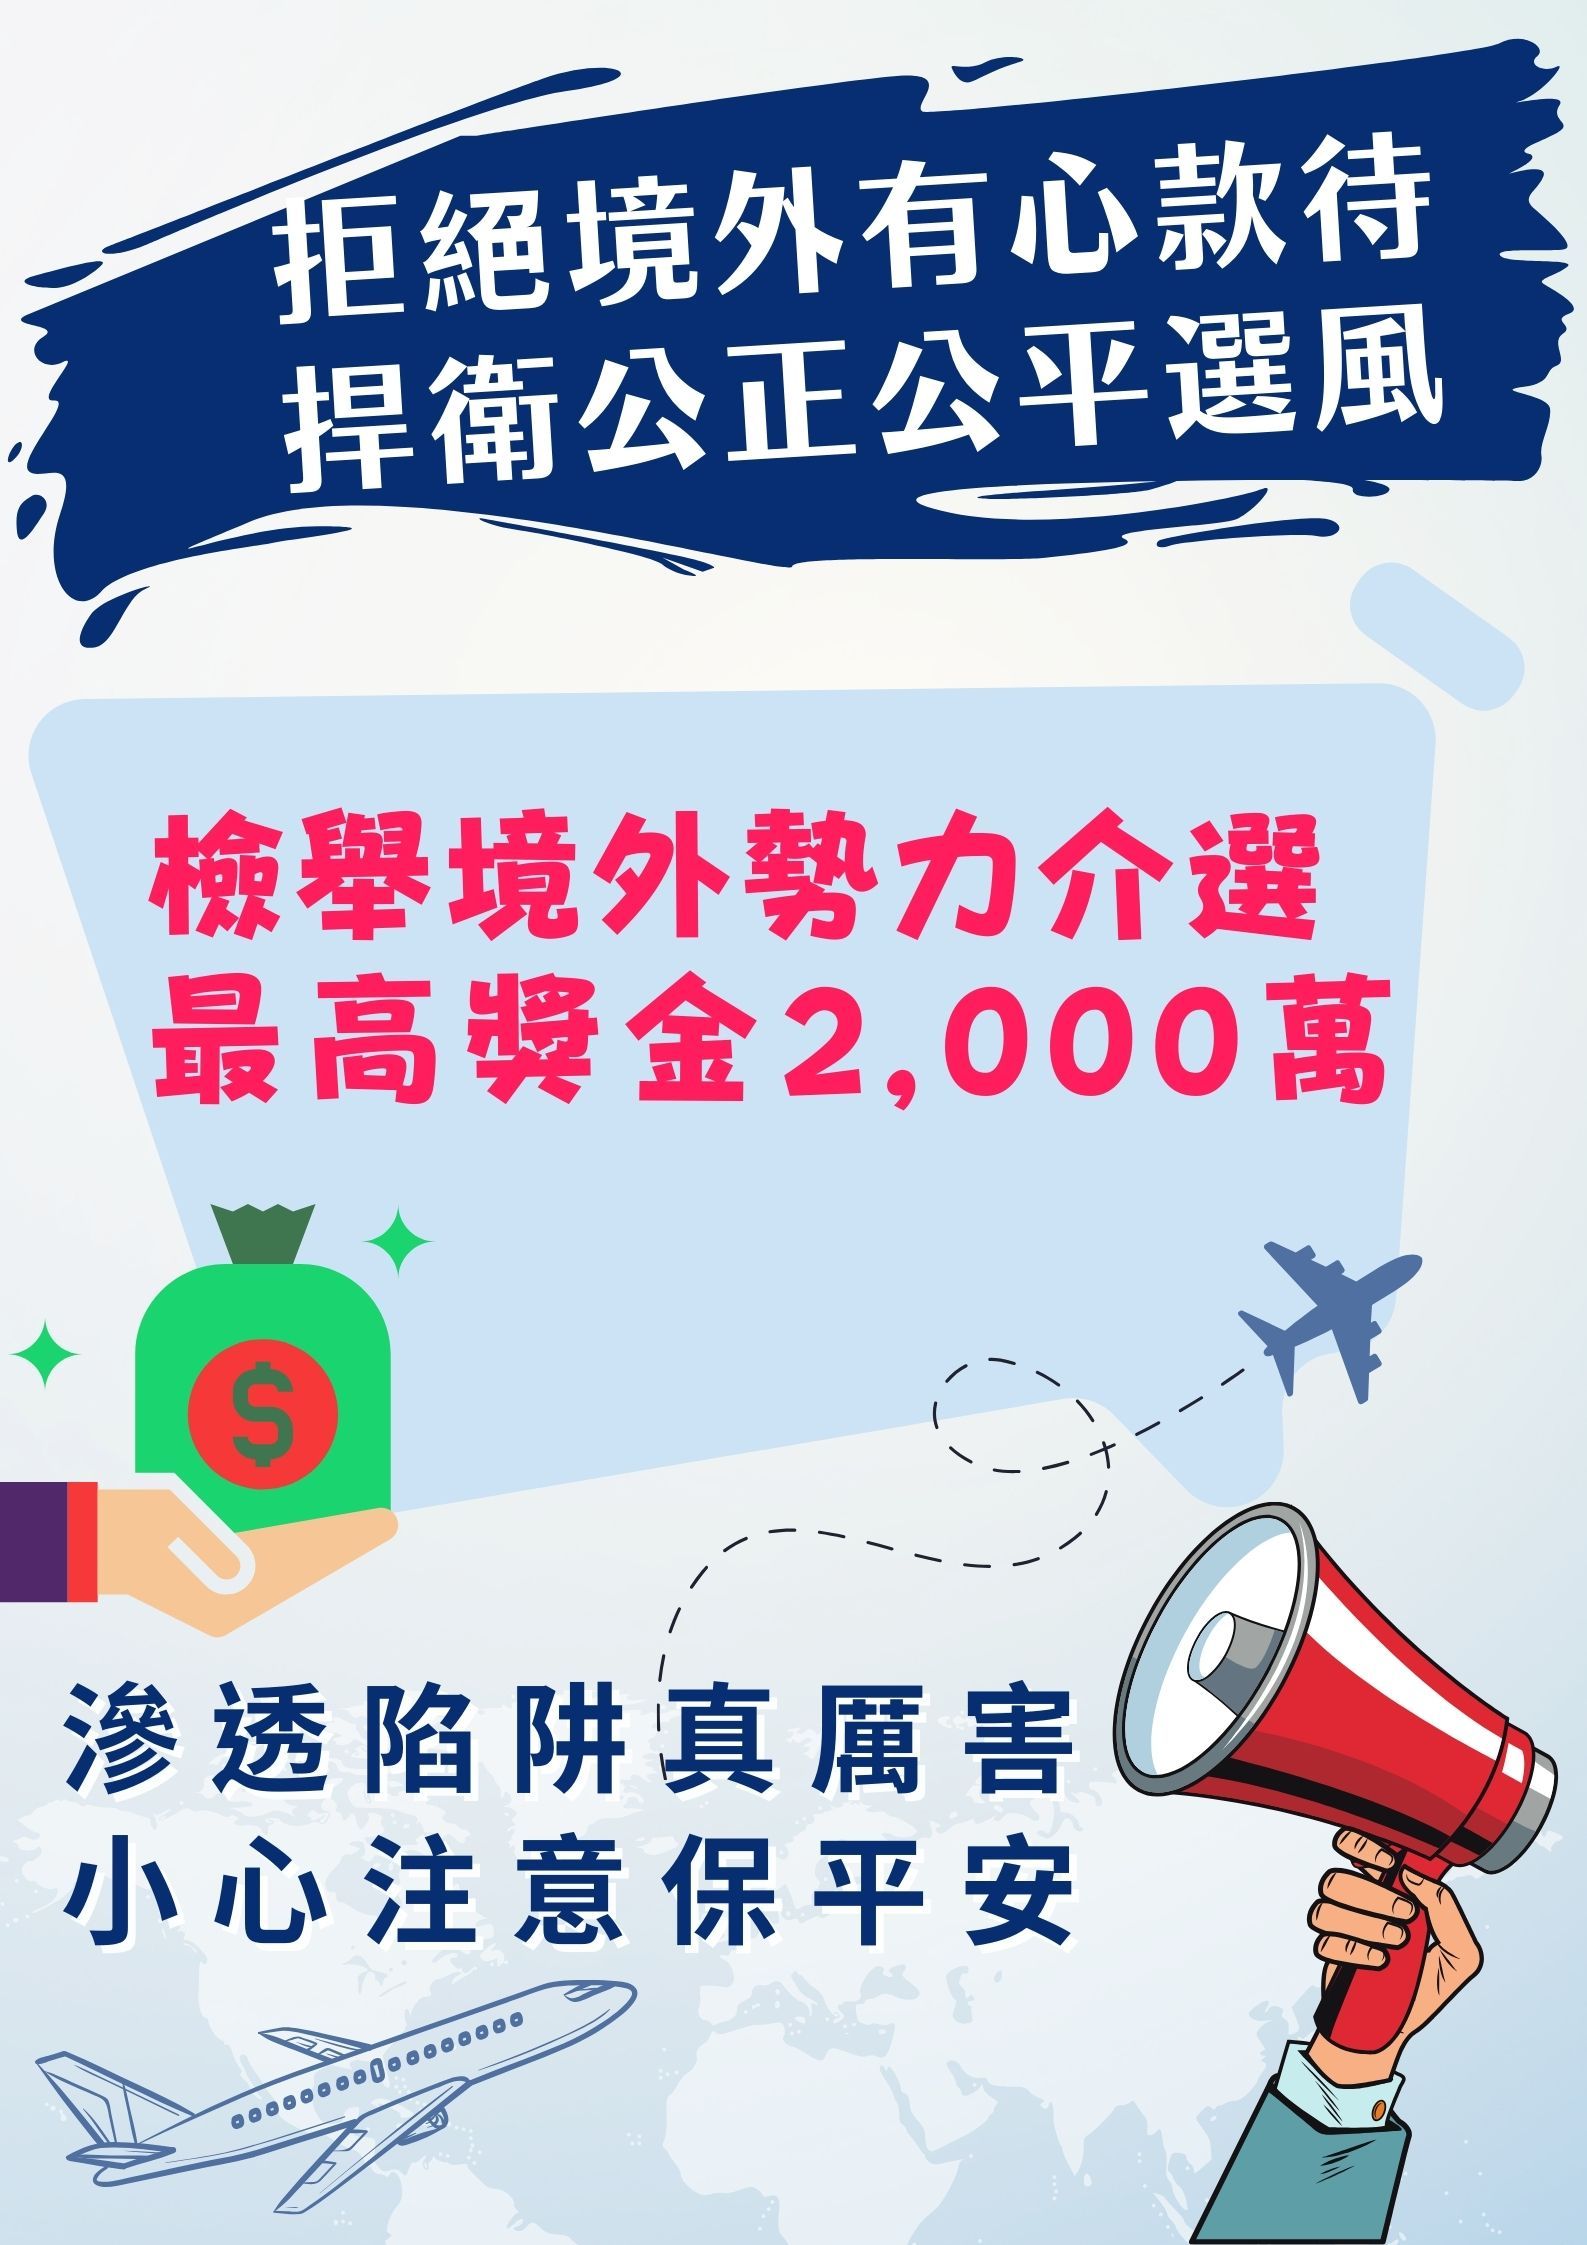 拒絕境外有心款待
捍衛公正公平選風
檢舉境外勢力介選
最高獎金2,000萬
$
滲透陷阱真厲害
小心注意保平安